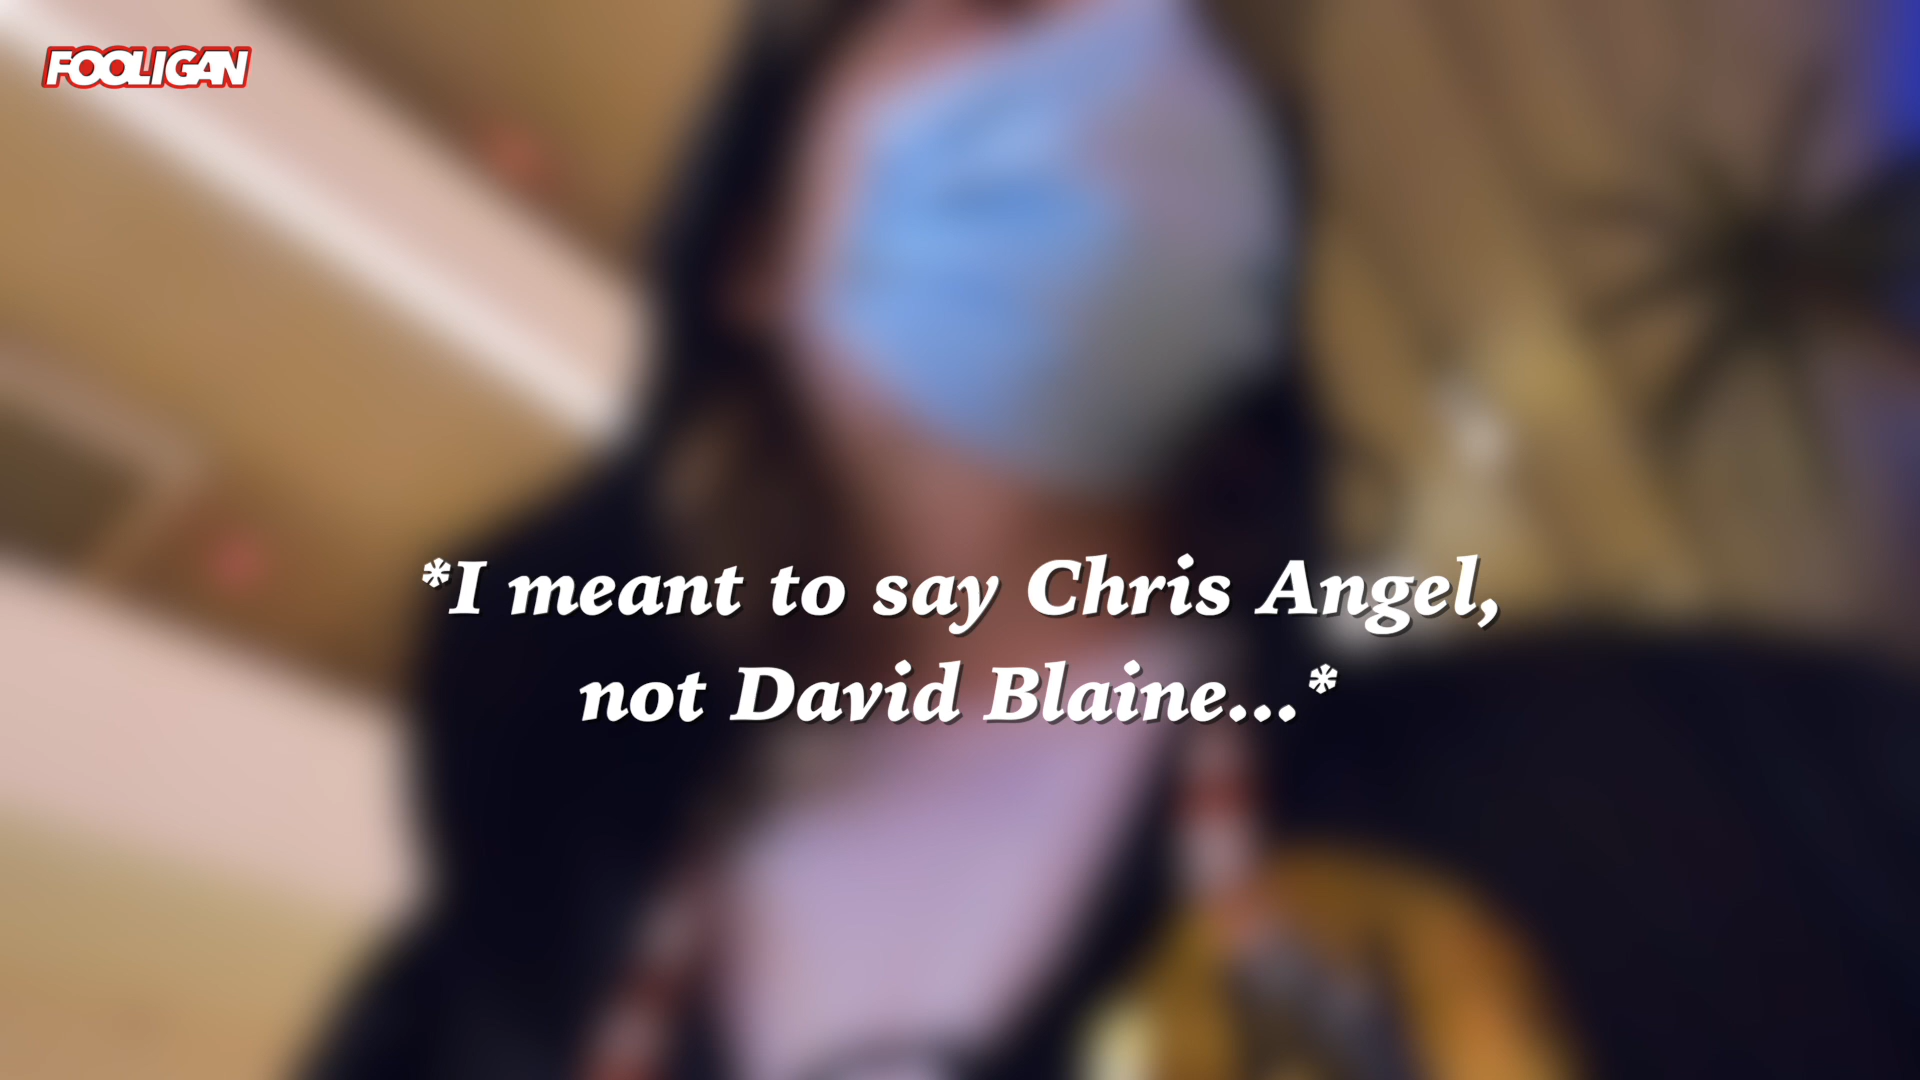 FOOLIGAN
*I meant to say Chris Angel,
not David Blaine...*